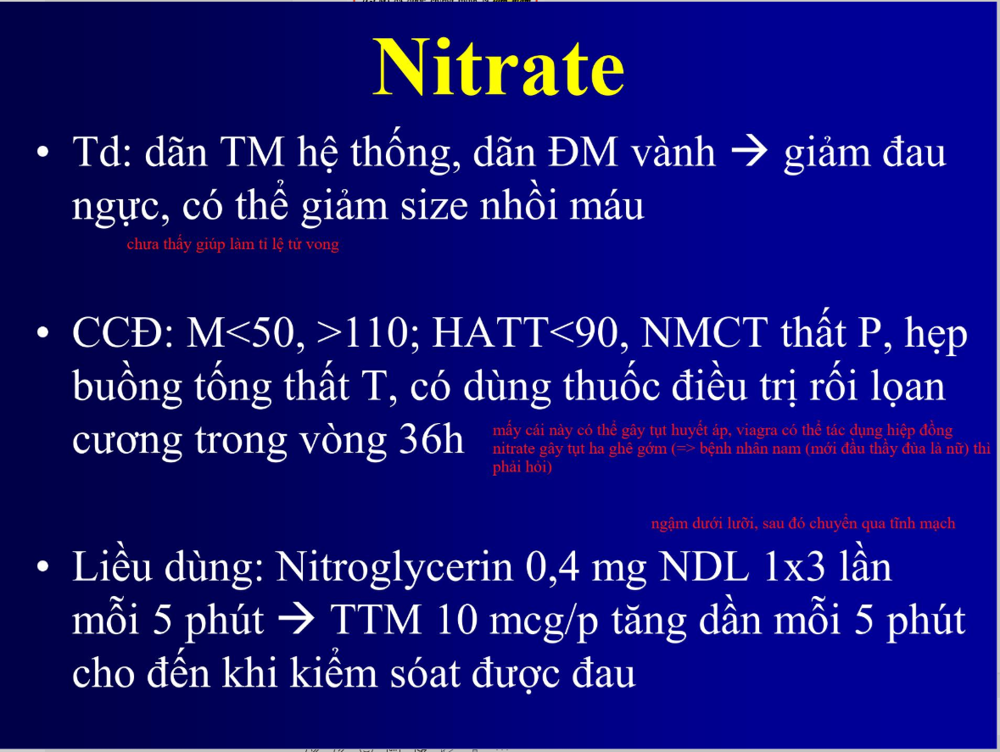 Nitrate
• Td: dãn TM hệ thống, dãn ĐM vành → giảm đau
ngực, có thể giảm size nhồi máu
chưa thấy giúp làm tỉ lệ tử vong
• CCĐ: M<50, >110; HATT<90, NMCT thất P, hẹp
buồng tống thất T, có dùng thuốc điều trị rối lọan
cương trong vòng 36h
mấy cái này có thể gây tụt huyết áp, viagra có thể tác dụng hiệp đồng
nitrate gây tụt ha ghê gớm (=> bệnh nhân nam (mới đầu thầy đùa là nữ) thì
phải hỏi)
ngậm dưới lưỡi, sau đó chuyển qua tĩnh mạch
• Liều dùng: Nitroglycerin 0,4 mg NDL 1x3 lần
mỗi 5 phút → TTM 10 mcg/p tăng dần mỗi 5 phút
cho đến khi kiểm sóat được đau